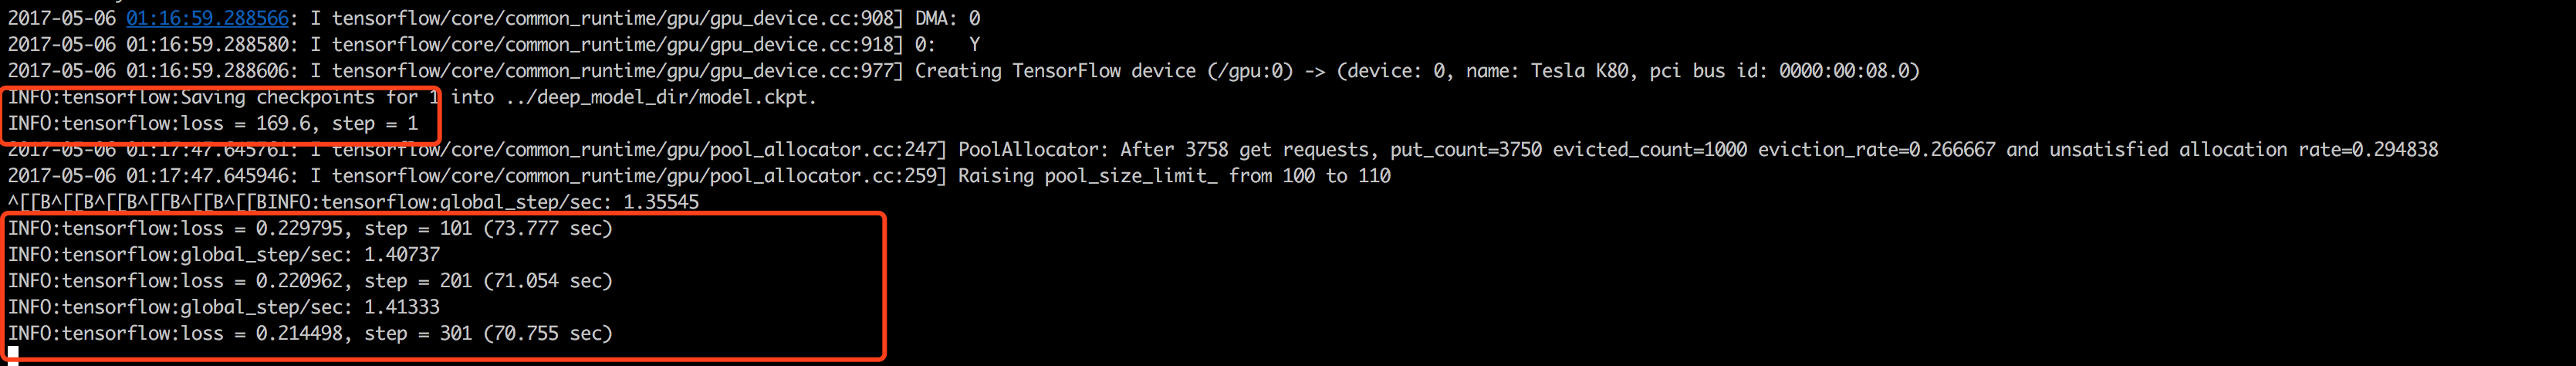 2017-05-06 01:16:59.288566: I tensorflow/core/common_runtime/gpu/gpu_device.cc:908] DMA: 0
2017-05-06 01:16:59.288580: I tensorflow/core/common_runtime/gpu/gpu_device.cc:918] 0:   Y
2017-05-06 01:16:59.288606: I tensorflow/core/common_runtime/gpu/gpu_device.cc:977] Creating TensorFlow device (/gpu:0) -> (device: 0, name: Tesla K80, pci bus id: 0000:00:08.0)
INFO:tensorflow:Saving checkpoints for 1 into ../deep_model_dir/model.ckpt.
INFO:tensorflow:loss = 169.6, step = 1
2017-05-06 01:17:47.645761: I tensorflow/core/common_runtime/gpu/pool_allocator.cc:247] PoolAllocator: After 3758 get requests, put_count=3750 evicted_count=1000 eviction_rate=0.266667 and unsatisfied allocation rate=0.294838
2017-05-06 01:17:47.645946: I tensorflow/core/common_runtime/gpu/pool_allocator.cc:259] Raising pool_size_limit_ from 100 to 110
^[[B^[[B^[[B^[[B^[[B^[[BINFO:tensorflow:global_step/sec: 1.35545
INFO:tensorflow:loss = 0.229795, step = 101 (73.777 sec)
INFO:tensorflow:global_step/sec: 1.40737
INFO:tensorflow:loss = 0.220962, step = 201 (71.054 sec)
INFO:tensorflow:global_step/sec: 1.41333
INFO:tensorflow:loss = 0.214498, step = 301 (70.755 sec)